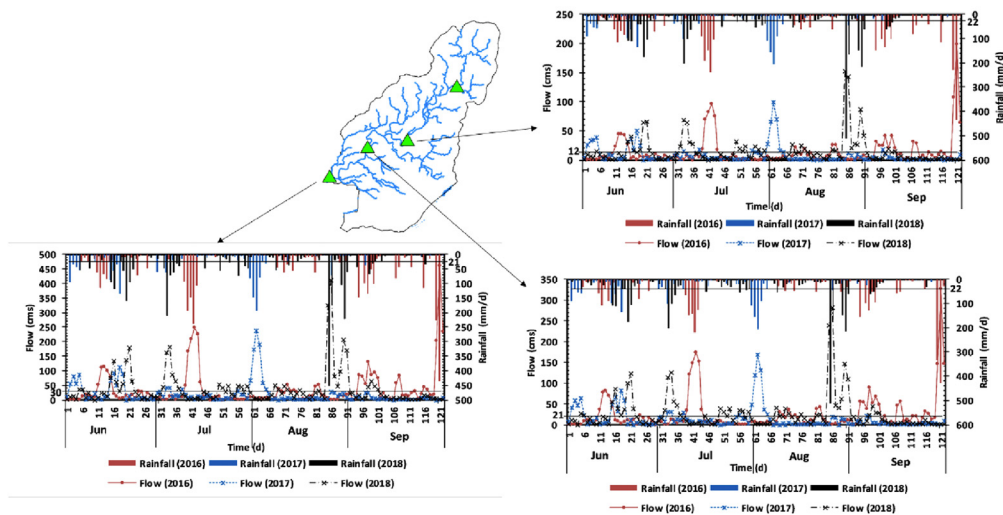 250
200
150
100
50
12
0
Flow (cms)
0
22
100
200
300
400
500
600
Rainfall (mm/d)
1 6 11 16 21 26 31 36 41 46 51 56 61 66 71 76 81 86 91 96 101 106 111 116 121
Jun Jul Aug Sep
Time (d)
Rainfall (2016) Rainfall (2017) Rainfall (2018)
Flow (2016) Flow (2017) Flow (2018)
500
450
400
350
300
250
200
150
100
50
30
0
Flow (cms)
0
21
50
100
150
200
250
300
350
400
450
500
Rainfall (mm/d)
1 6 11 16 21 26 31 36 41 46 51 56 61 66 71 76 81 86 91 96 101 106 111 116 121
Jun Jul Aug Sep
Time (d)
Rainfall (2016) Rainfall (2017) Rainfall (2018)
Flow (2016) Flow (2017) Flow (2018)
350
300
250
200
150
100
50
21
0
Flow (cms)
0
22
100
200
300
400
500
600
Rainfall (mm/d)
1 6 11 16 21 26 31 36 41 46 51 56 61 66 71 76 81 86 91 96 101 106 111 116 121
Jun Jul Aug Sep
Time (d)
Rainfall (2016) Rainfall (2017) Rainfall (2018)
Flow (2016) Flow (2017) Flow (2018)